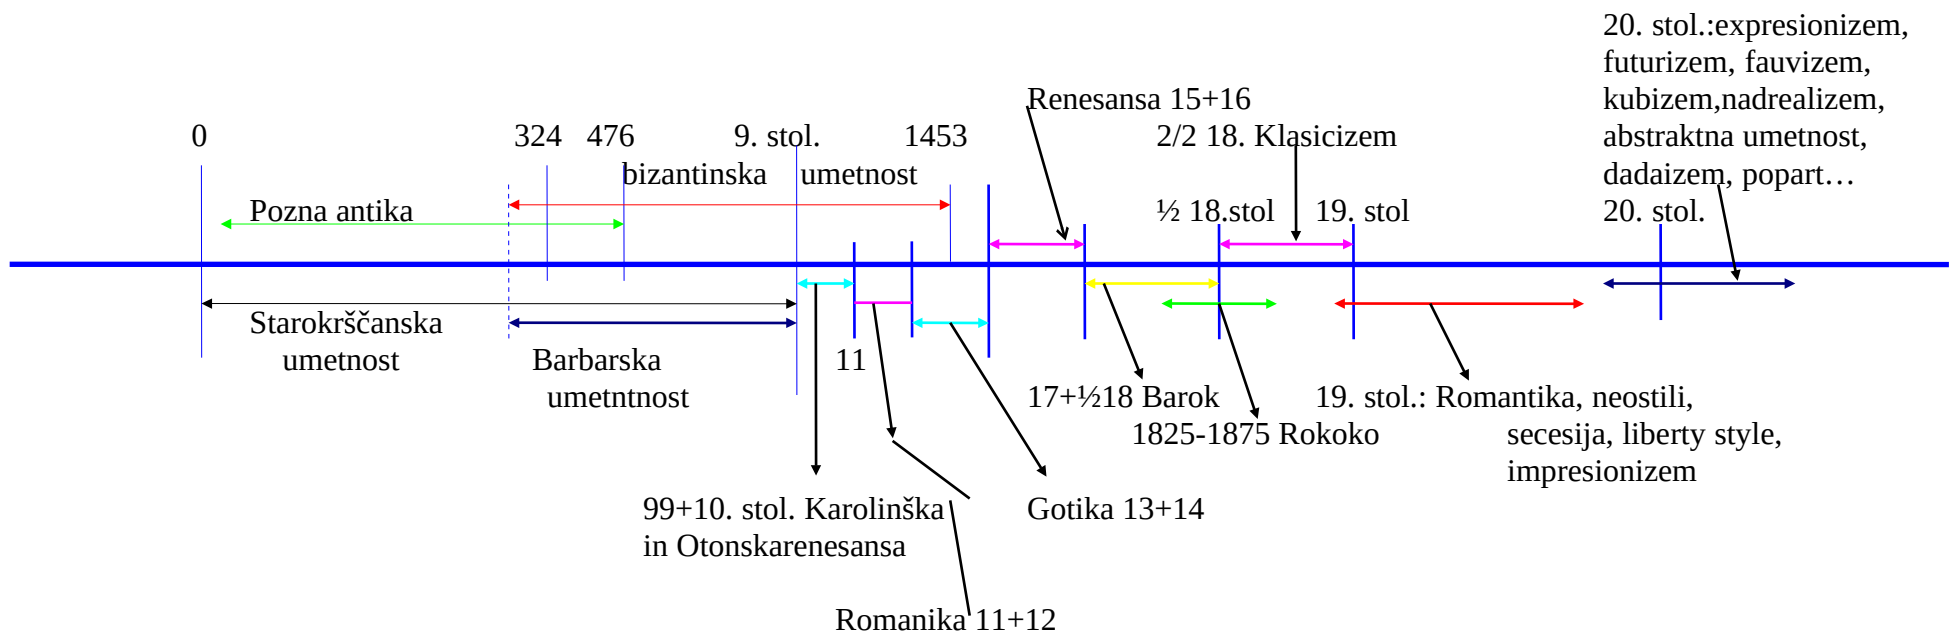 20. stol.:expresionizem,
futurizem, fauvizem,
kubizem,nadrealizem,
abstraktna umetnost,
dadaizem, popart…
20. stol.
Renesansa 15+16
2/2 18. Klasicizem
½ 18.stol
19. stol
0
324
476
9. stol.
1453
bizantinska umetnost
Pozna antika
Starokrščanska
umetnost
Barbarska
umetntnost
11
17+½18 Barok
1825-1875 Rokoko
19. stol.: Romantika, neostili,
secesija, liberty style,
impresionizem
99+10. stol. Karolinška
in Otonskarenesansa
Gotika 13+14
Romanika 11+12